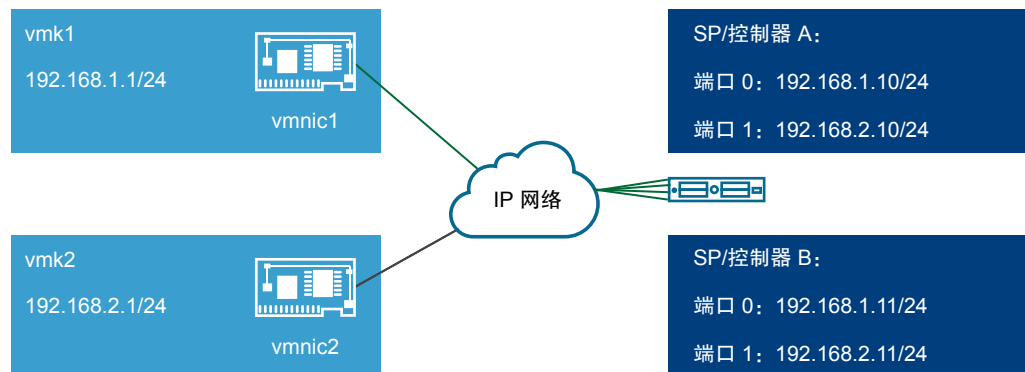 vmk1
192.168.1.1/24
vmnic1
SP/控制器 A：
端口 0：192.168.1.10/24
端口 1：192.168.2.10/24
IP 网络
vmk2
192.168.2.1/24
vmnic2
SP/控制器 B：
端口 0：192.168.1.11/24
端口 1：192.168.2.11/24